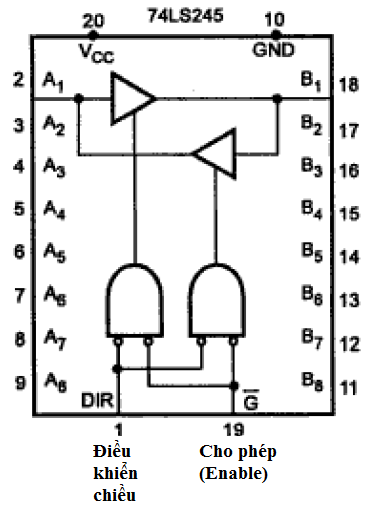 20 74LS245 10
VCC GND
2 A1 B1 18
3 A2 B2 17
4 A3 B3 16
5 A4 B4 15
6 A5 B5 14
7 A6 B6 13
8 A7 B7 12
9 A6 B8 11
DIR G
1 19
Điều Cho phép
khiển (Enable)
chiều